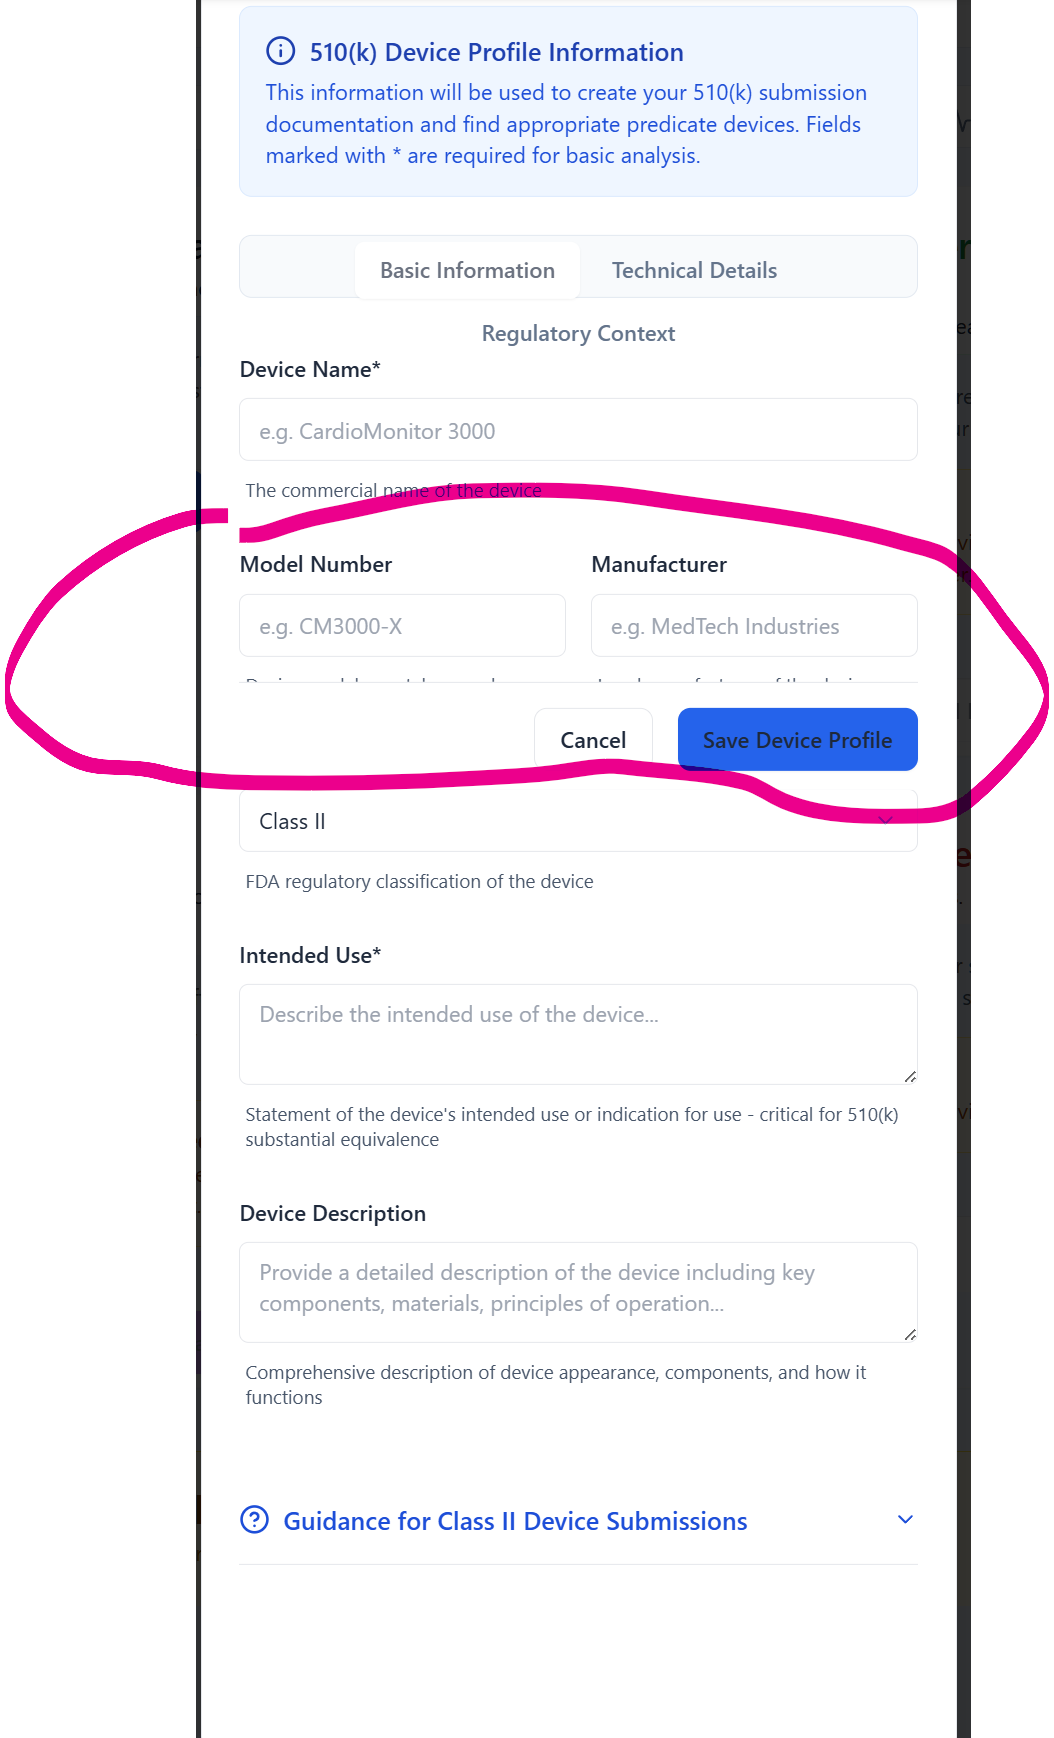 510(k) Device Profile Information
This information will be used to create your 510(k) submission
documentation and find appropriate predicate devices. Fields
marked with * are required for basic analysis.
Basic Information
Technical Details
Regulatory Context
Device Name*
e.g. CardioMonitor 3000
The commercial name of the device
Model Number
Manufacturer
e.g. CM3000-X
e.g. MedTech Industries
Cancel
Save Device Profile
Class II
FDA regulatory classification of the device
Intended Use*
Describe the intended use of the device...
Statement of the device's intended use or indication for use - critical for 510(k)
substantial equivalence
Device Description
Provide a detailed description of the device including key
components, materials, principles of operation...
Comprehensive description of device appearance, components, and how it
functions
Guidance for Class II Device Submissions